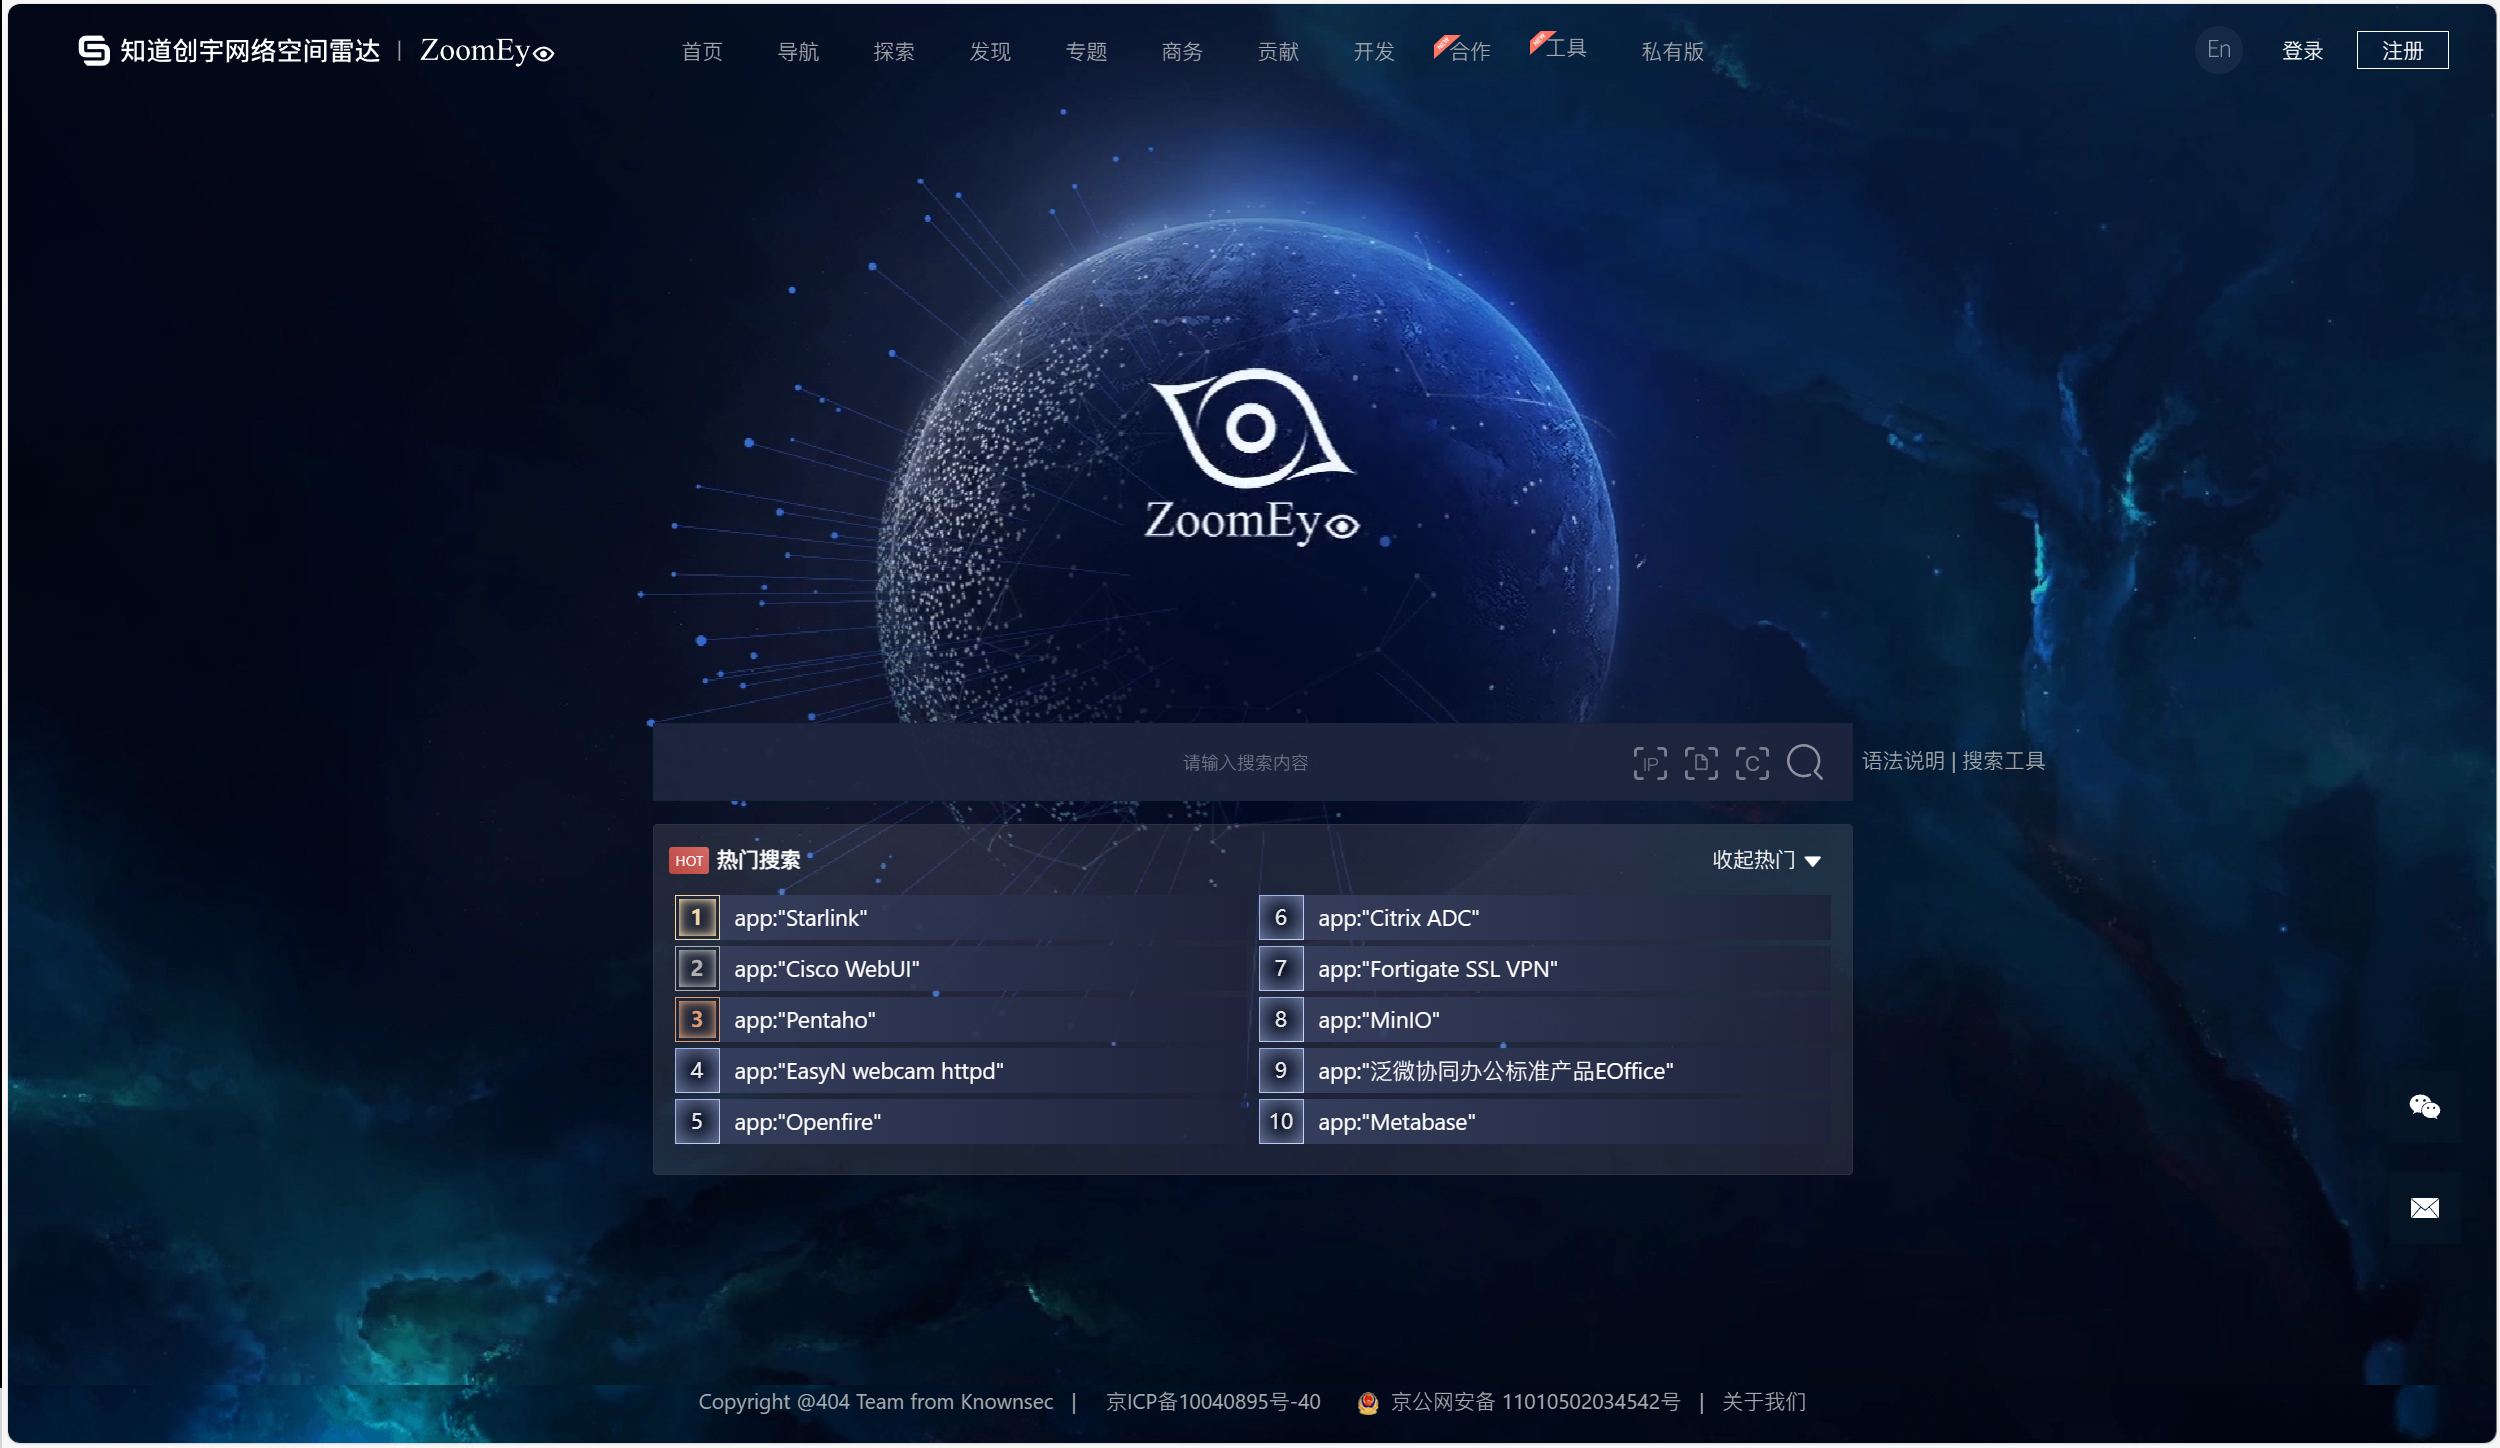 知道创宇网络空间雷达 | ZoomEye
首页 导航 探索 发现 专题 商务 贡献 开发 NEW 合作 NEW 工具 私有版
En 登录 注册
ZoomEye
请输入搜索内容 IP C 语法说明 | 搜索工具
HOT 热门搜索 收起热门
1 app:"Starlink"
2 app:"Cisco WebUI"
3 app:"Pentaho"
4 app:"EasyN webcam httpd"
5 app:"Openfire"
6 app:"Citrix ADC"
7 app:"Fortigate SSL VPN"
8 app:"MinIO"
9 app:"泛微协同办公标准产品EOffice"
10 app:"Metabase"
Copyright @404 Team from Knownsec | 京ICP备10040895号-40 京公网安备 11010502034542号 | 关于我们